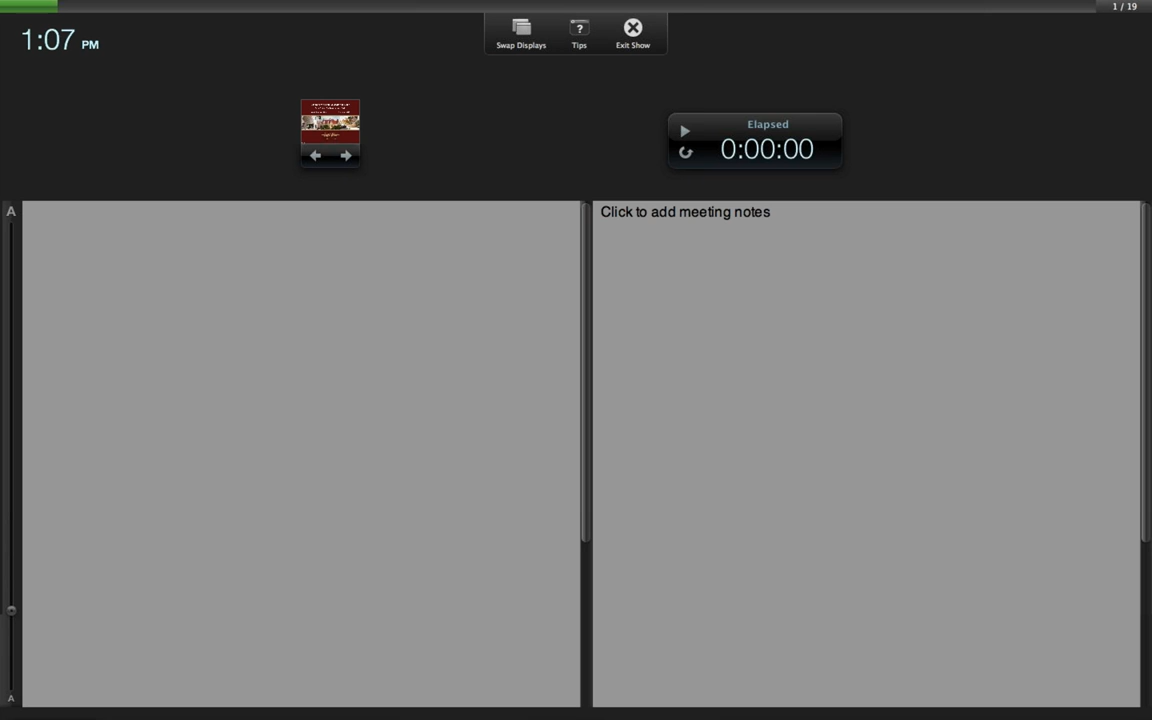 1 / 19
1:07 PM
Swap Displays
Tips
Exit Show
Elapsed
0:00:00
A
Click to add meeting notes
A